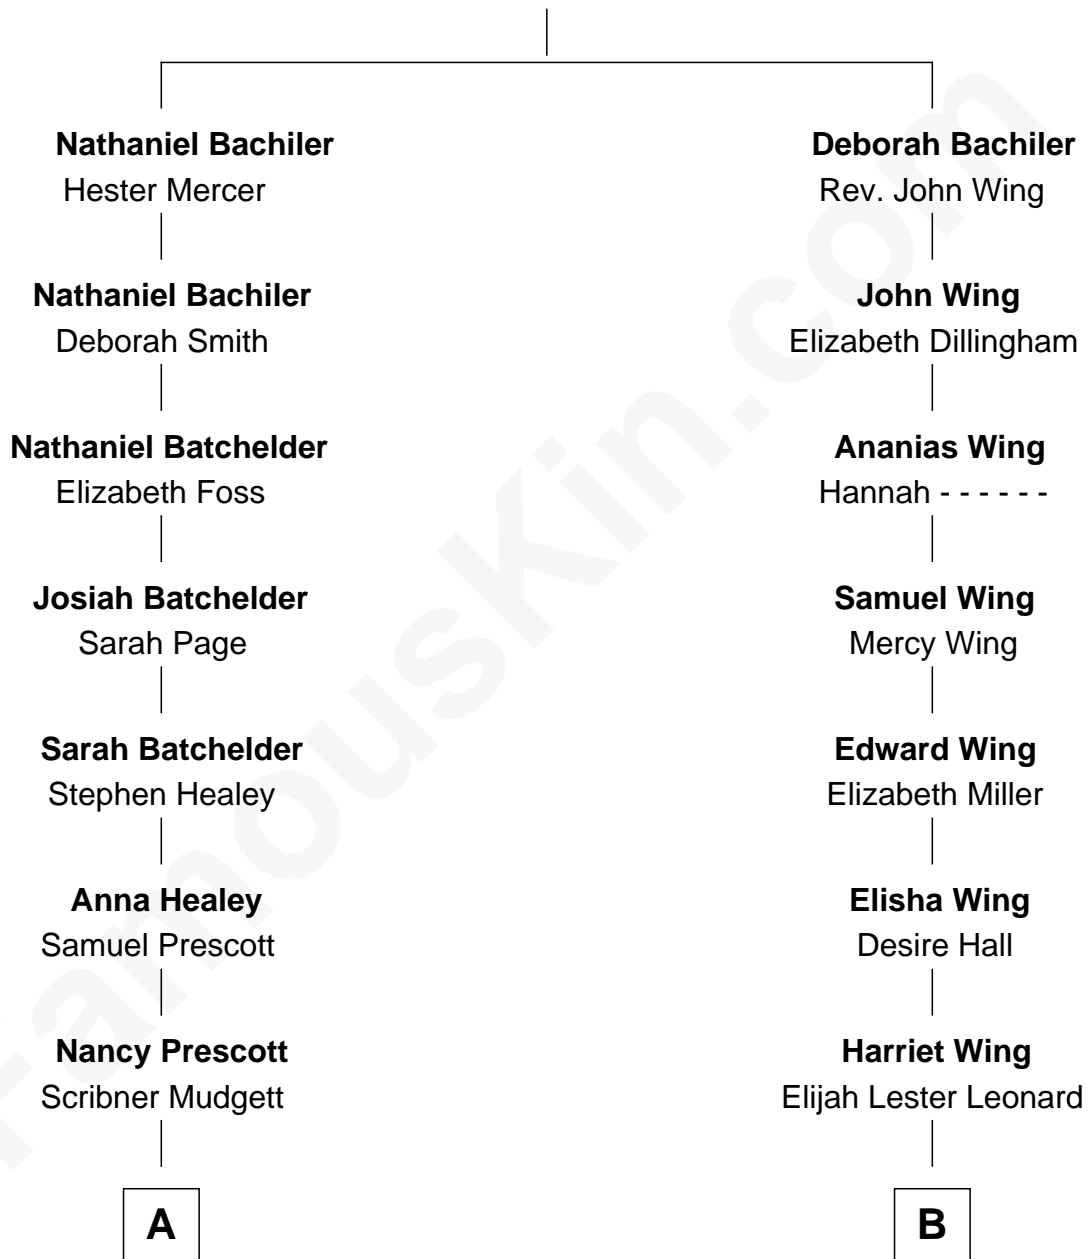 Nathaniel Bachiler
Hester Mercer
Nathaniel Bachiler
Deborah Smith
Nathaniel Batchelder
Elizabeth Foss
Josiah Batchelder
Sarah Page
Sarah Batchelder
Stephen Healey
Anna Healey
Samuel Prescott
Nancy Prescott
Scribner Mudgett
A
Deborah Bachiler
Rev. John Wing
John Wing
Elizabeth Dillingham
Ananias Wing
Hannah - - - - - -
Samuel Wing
Mercy Wing
Edward Wing
Elizabeth Miller
Elisha Wing
Desire Hall
Harriet Wing
Elijah Lester Leonard
B
FamousKin.com